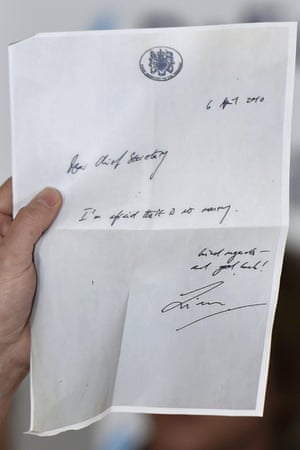 6 April 2010
Dear Chief Secretary
I'm afraid there is no money.
kind regards –
and good luck!
Liam